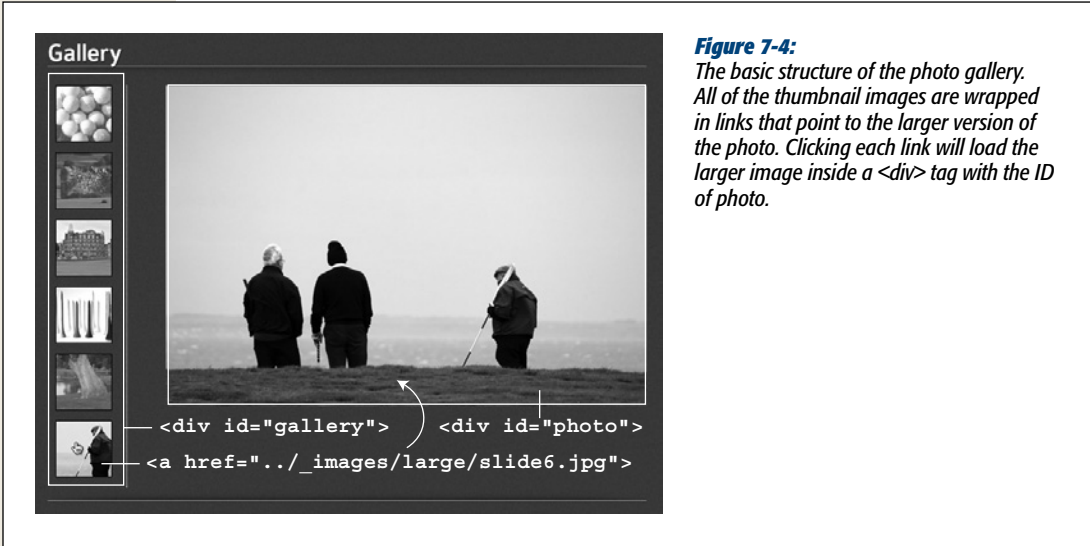 Gallery
<div id="gallery">
<div id="photo">
<a href="../_images/large/slide6.jpg">
Figure 7-4:
The basic structure of the photo gallery.
All of the thumbnail images are wrapped
in links that point to the larger version of
the photo. Clicking each link will load the
larger image inside a <div> tag with the ID
of photo.